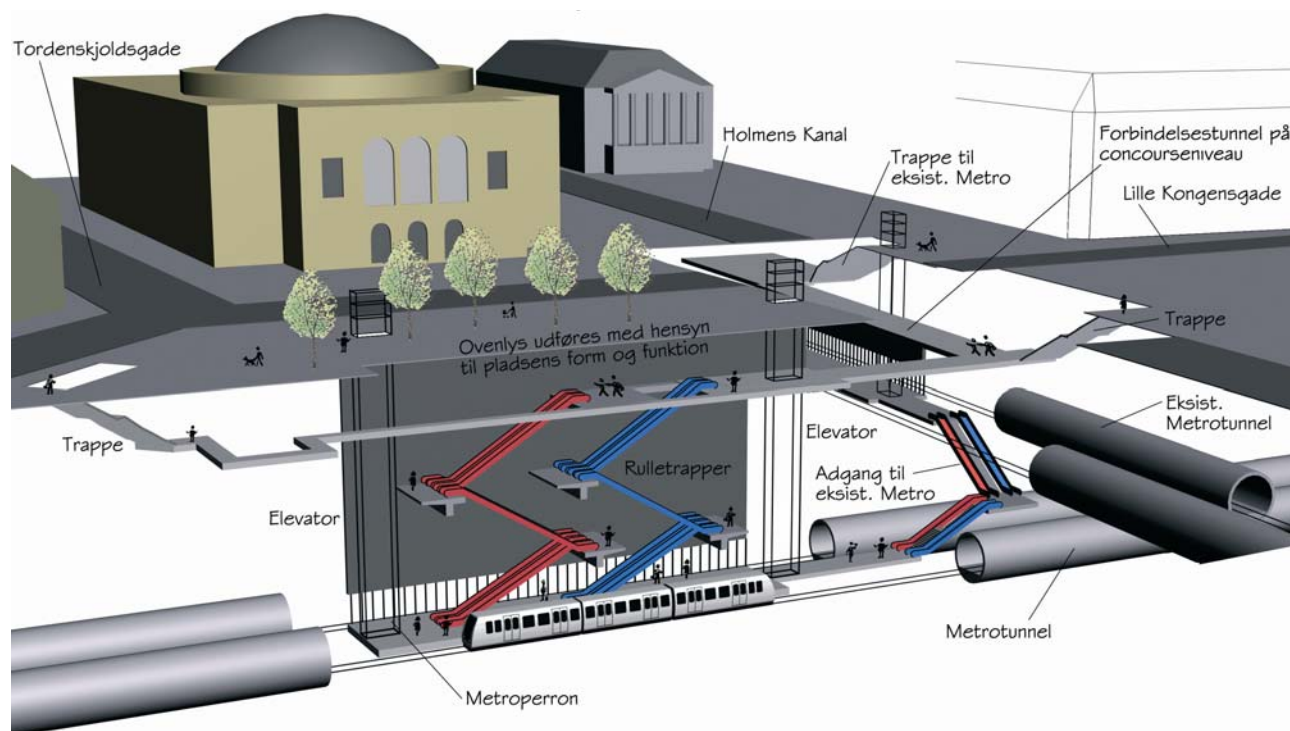 Tordenskjoldsgade
Holmens Kanal
Trappe til
eksist. Metro
Forbindelsestunnel på
concourseniveau
Lille Kongensgade
Trappe
Ovenlys udføres med hensyn
til pladsens form og funktion
Trappe
Elevator
Rulletrapper
Elevator
Adgang til
eksist. Metro
Eksist.
Metrotunnel
Metrotunnel
Metroperron